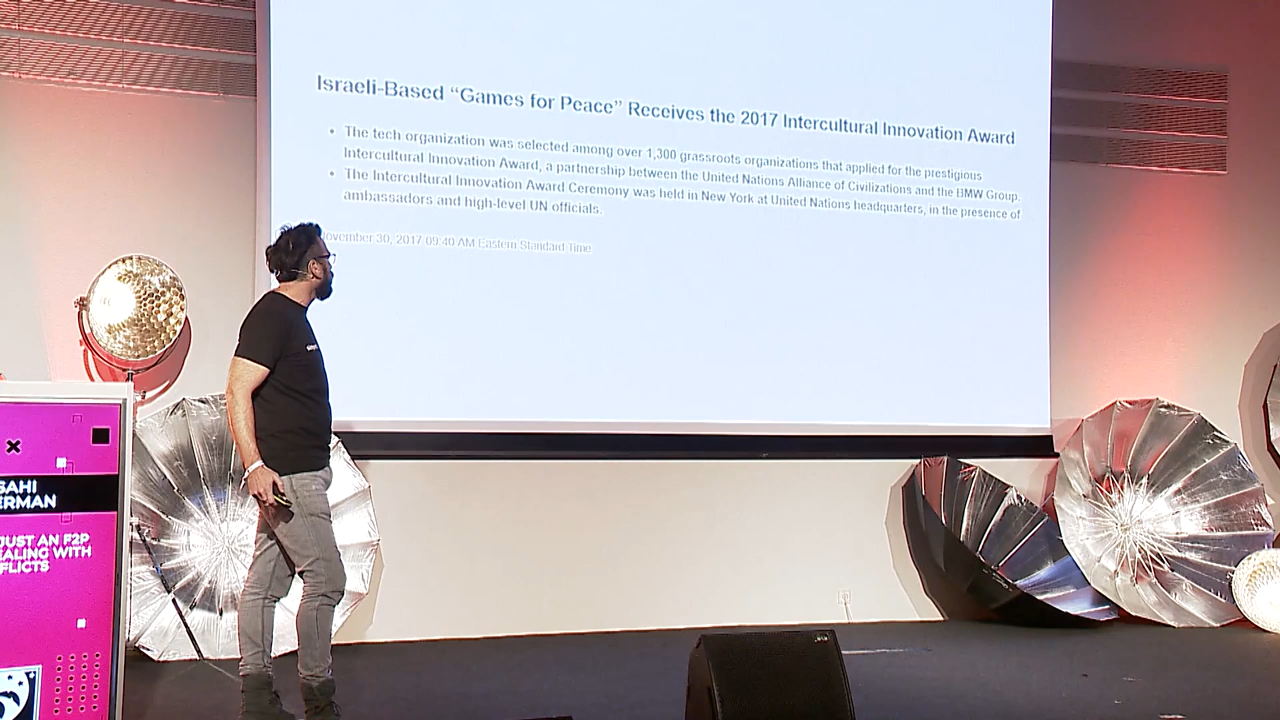 Israeli-Based “Games for Peace” Receives the 2017 Intercultural Innovation Award
• The tech organization was selected among over 1,300 grassroots organizations that applied for the prestigious
Intercultural Innovation Award, a partnership between the United Nations Alliance of Civilizations and the BMW Group.
• The Intercultural Innovation Award Ceremony was held in New York at United Nations headquarters, in the presence of
ambassadors and high-level UN officials.
November 30, 2017 09:40 AM Eastern Standard Time
SAHI
ERMAN
JUST AN F2P
EALING WITH
FLICTS